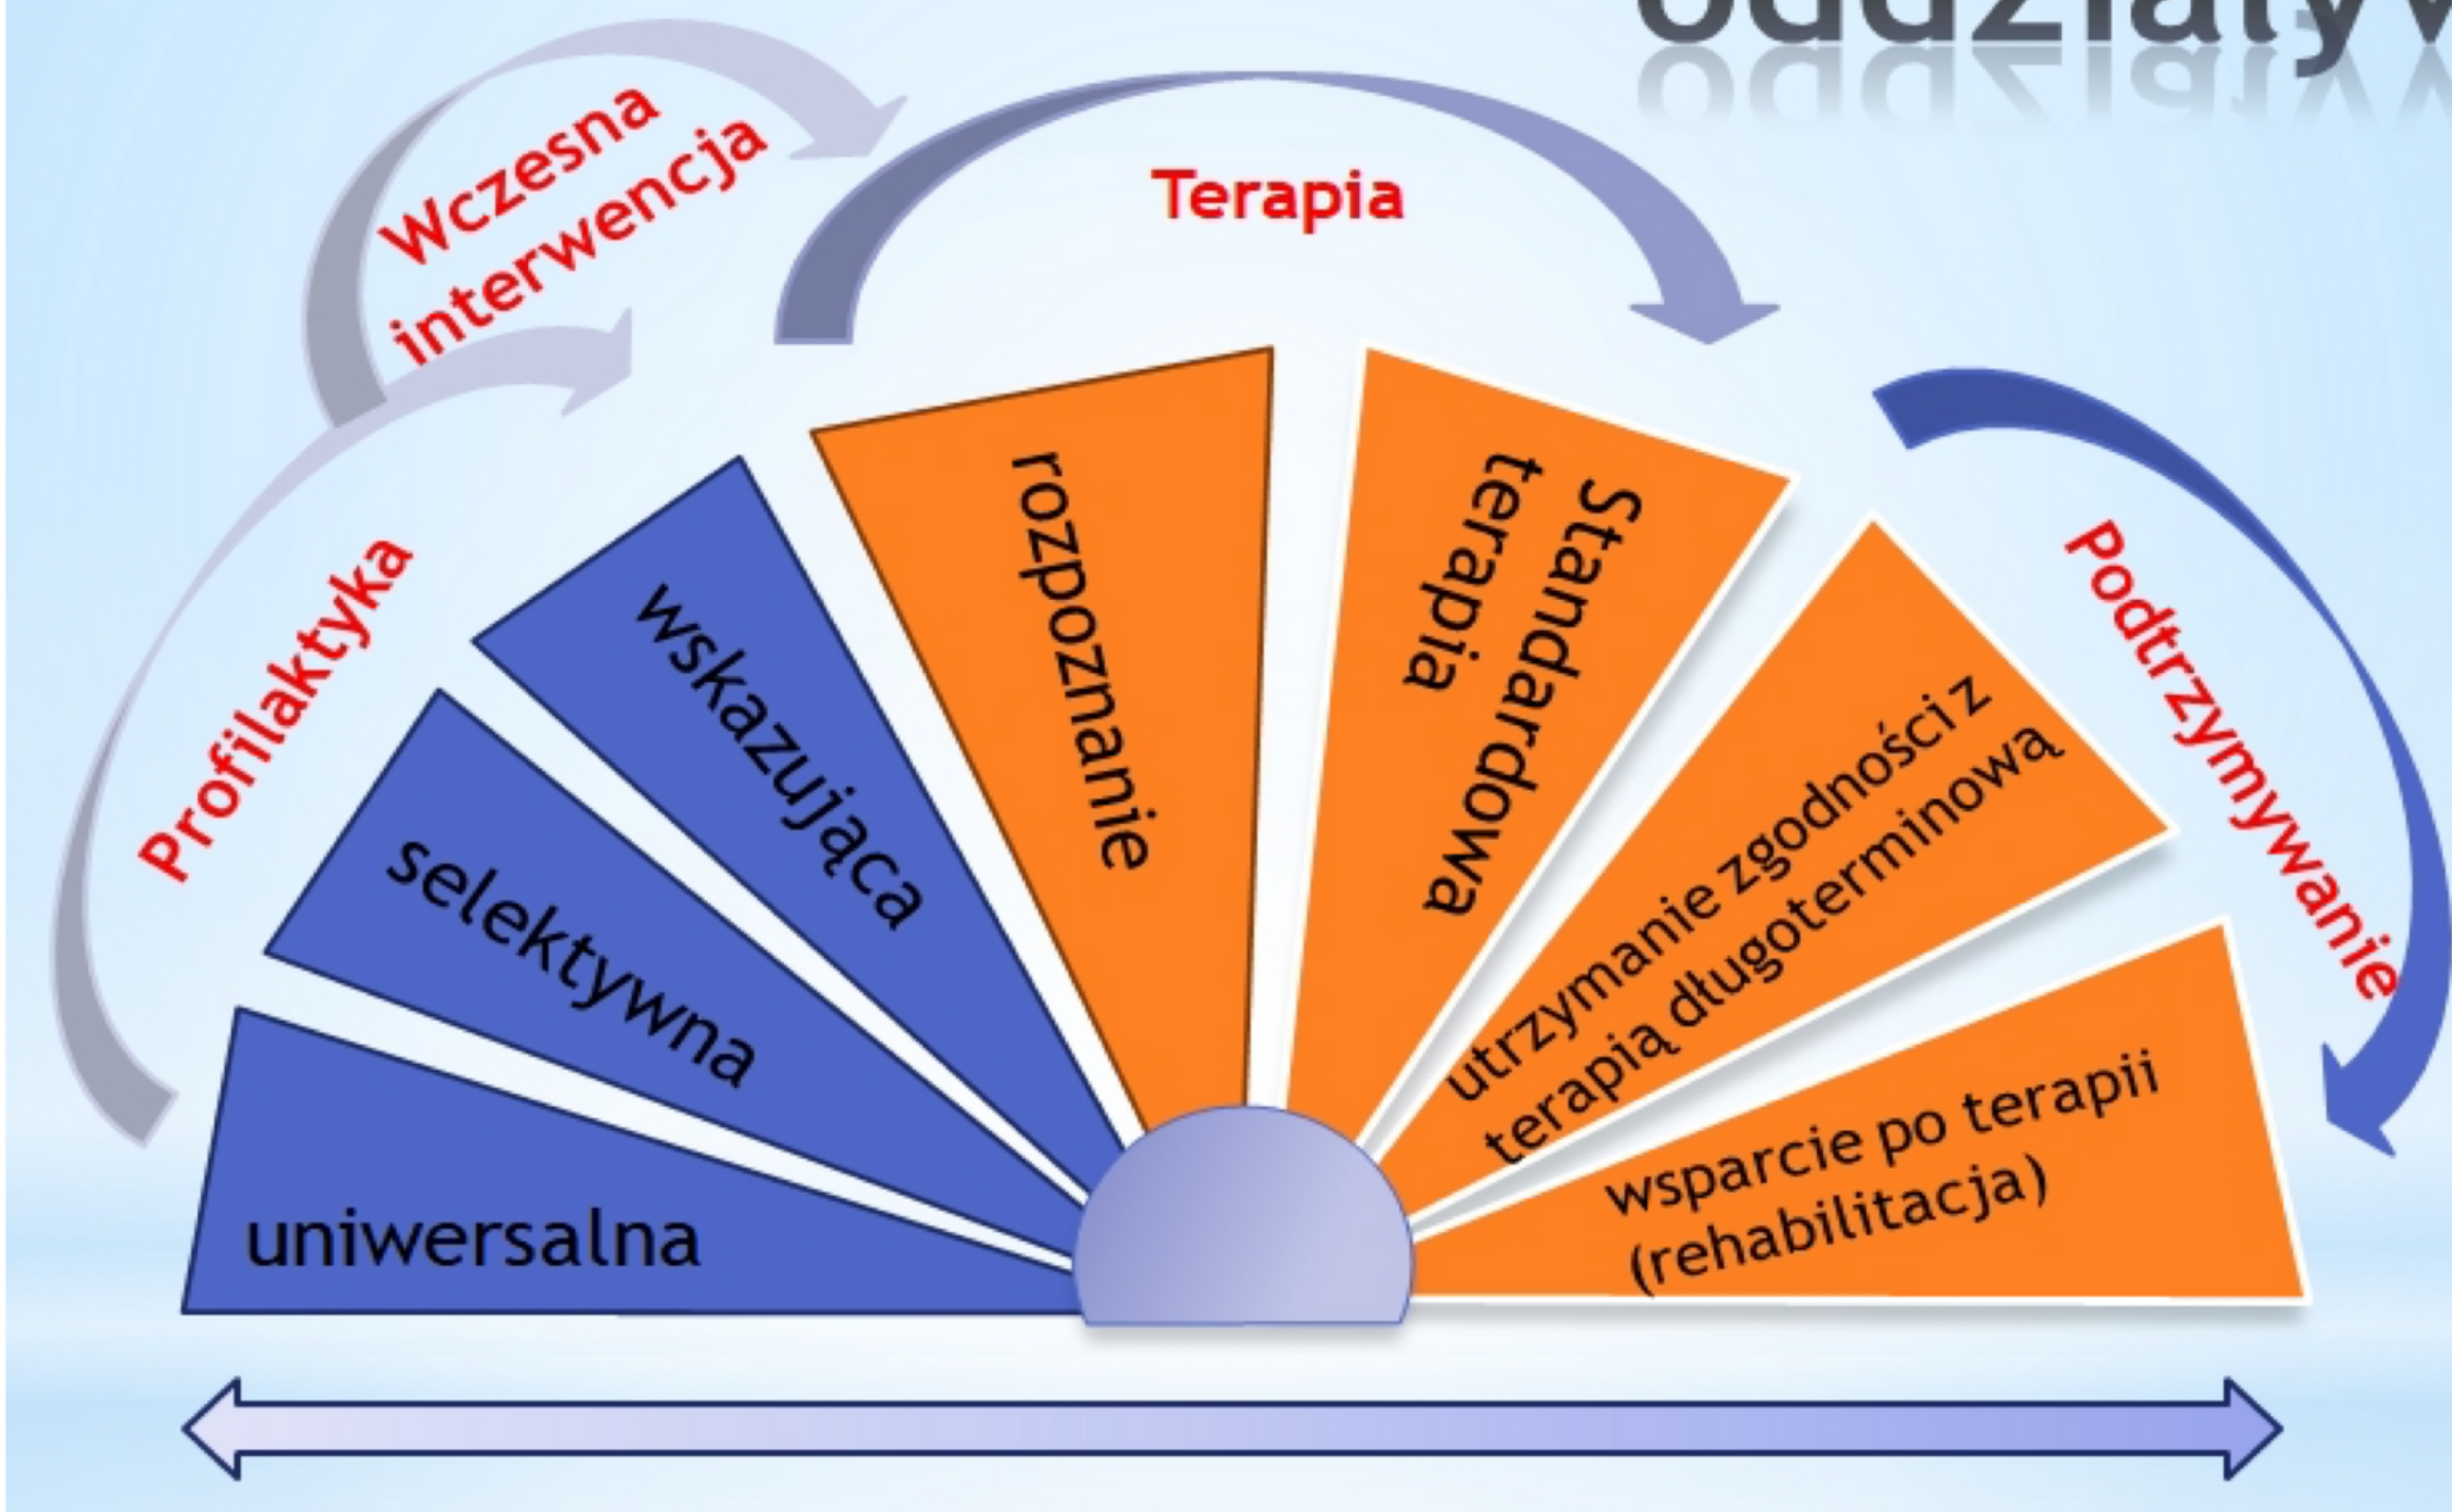 Wczesna
interwencja
Terapia
Profilaktyka
Podtrzymywanie
uniwersalna
selektywna
wskazująca
rozpoznanie
Standardowa
terapia
utrzymanie zgodności z
terapią długoterminową
wsparcie po terapii
(rehabilitacja)